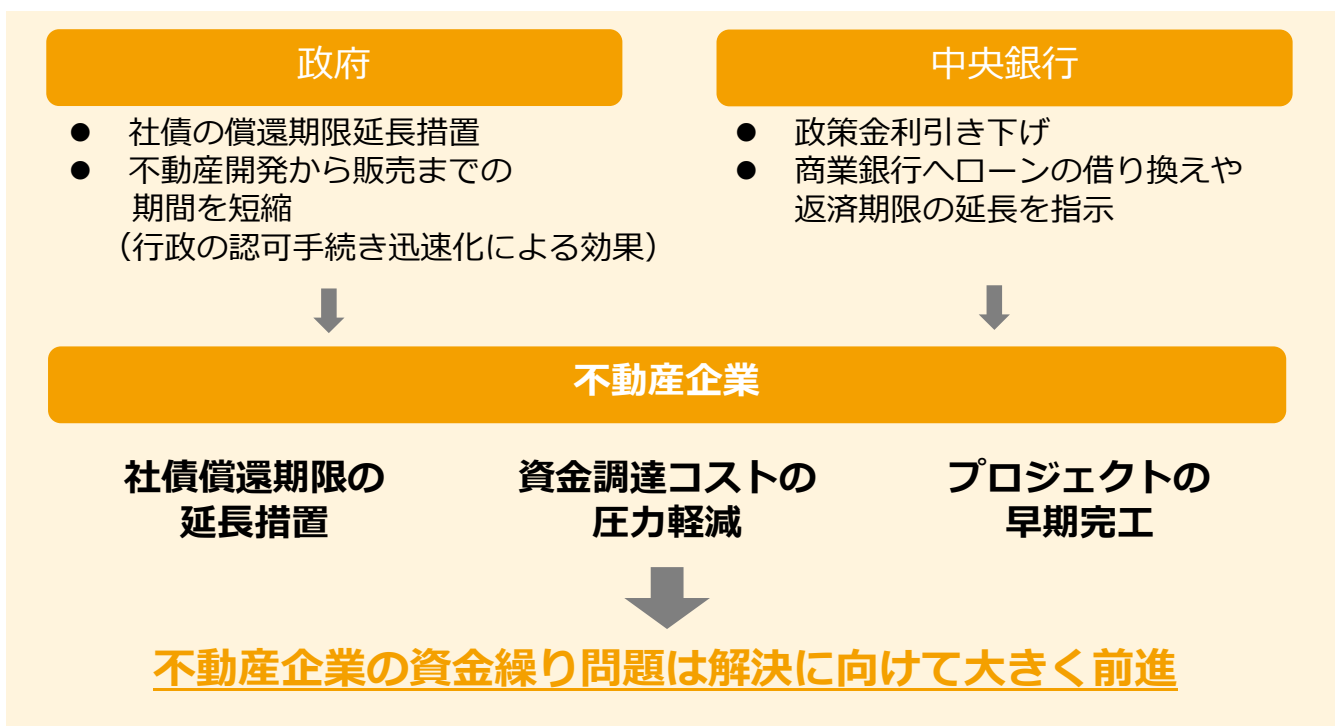 政府
中央銀行
● 社債の償還期限延長措置
● 不動産開発から販売までの
期間を短縮
（行政の認可手続き迅速化による効果）
● 政策金利引き下げ
● 商業銀行へローンの借り換えや
返済期限の延長を指示
不動産企業
社債償還期限の
延長措置
資金調達コストの
圧力軽減
プロジェクトの
早期完工
不動産企業の資金繰り問題は解決に向けて大きく前進